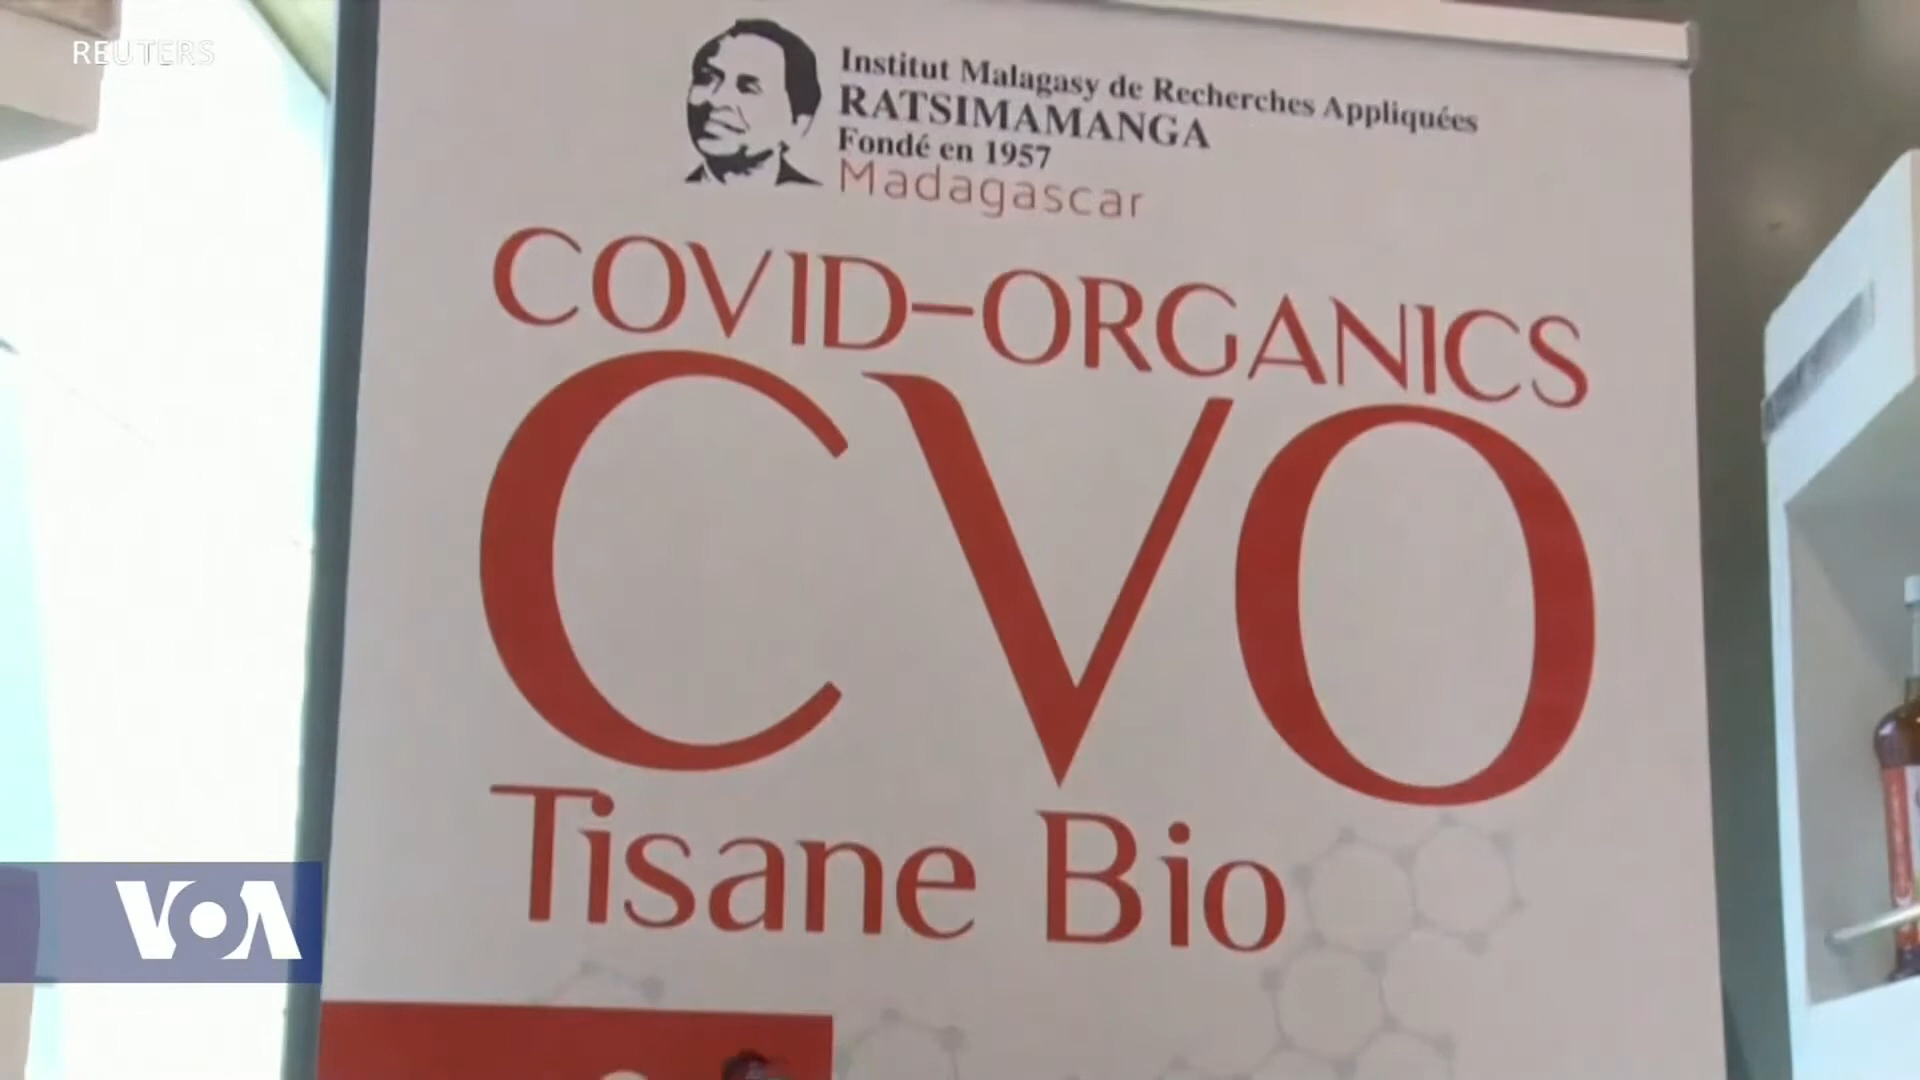 REUTERS
Institut Malagasy de Recherches Appliquées
RATSIMAMANGA
Fondé en 1957
Madagascar
COVID-ORGANICS
CVO
Tisane Bio
VOA